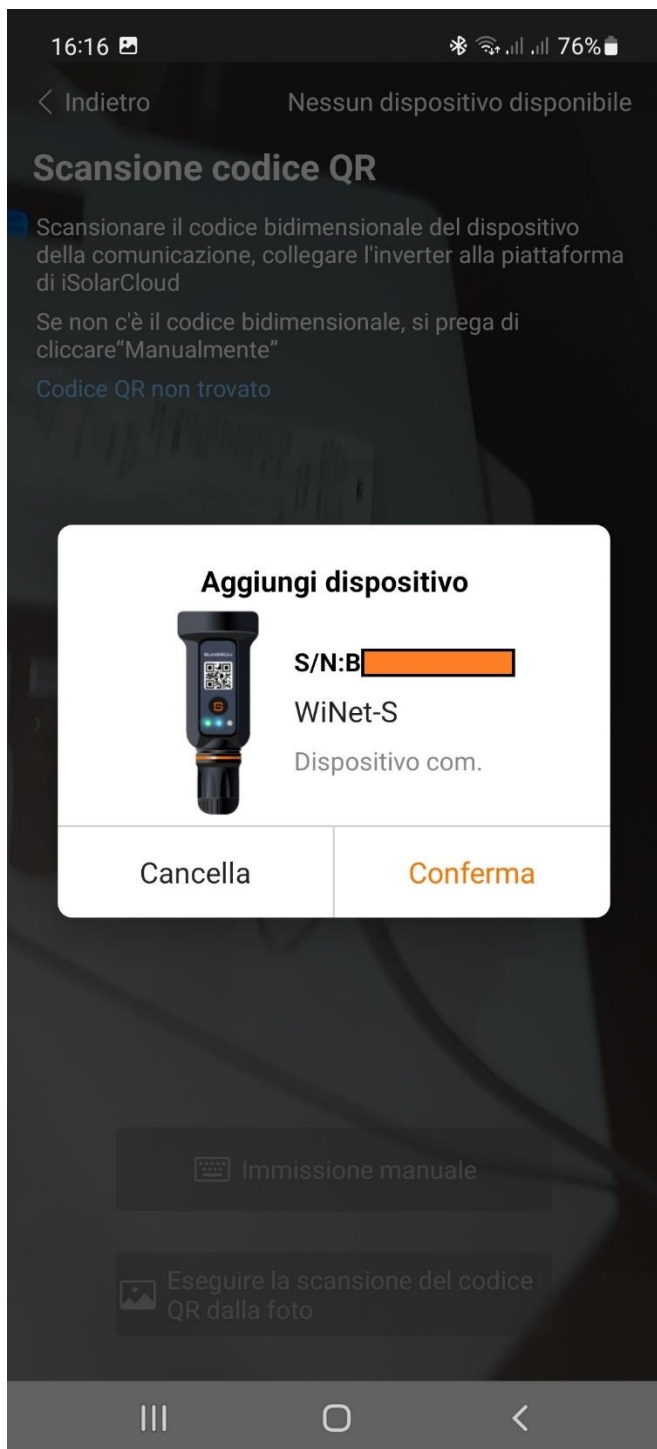 16:16 76%
Indietro Nessun dispositivo disponibile
Scansione codice QR
Scansionare il codice bidimensionale del dispositivo
della comunicazione, collegare l'inverter alla piattaforma
di iSolarCloud
Se non c'è il codice bidimensionale, si prega di
cliccare“Manualmente”
Codice QR non trovato
Aggiungi dispositivo
SUNGROW
S/N:B
WiNet-S
Dispositivo com.
Cancella Conferma
Immissione manuale
Eseguire la scansione del codice
QR dalla foto